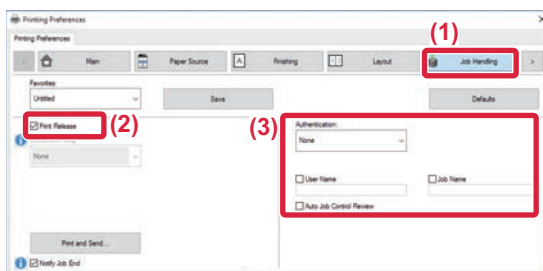 Printing Preferences
Printing Preferences
(1)
Main
Paper Source
A
Finishing
Layout
Job Handling
Favorites:
Untitled
Save
Defaults
Print Release
(2)
(3)
Authentication:
None
None
User Name
Job Name
Auto Job Control Review
Print and Send...
Notify Job End